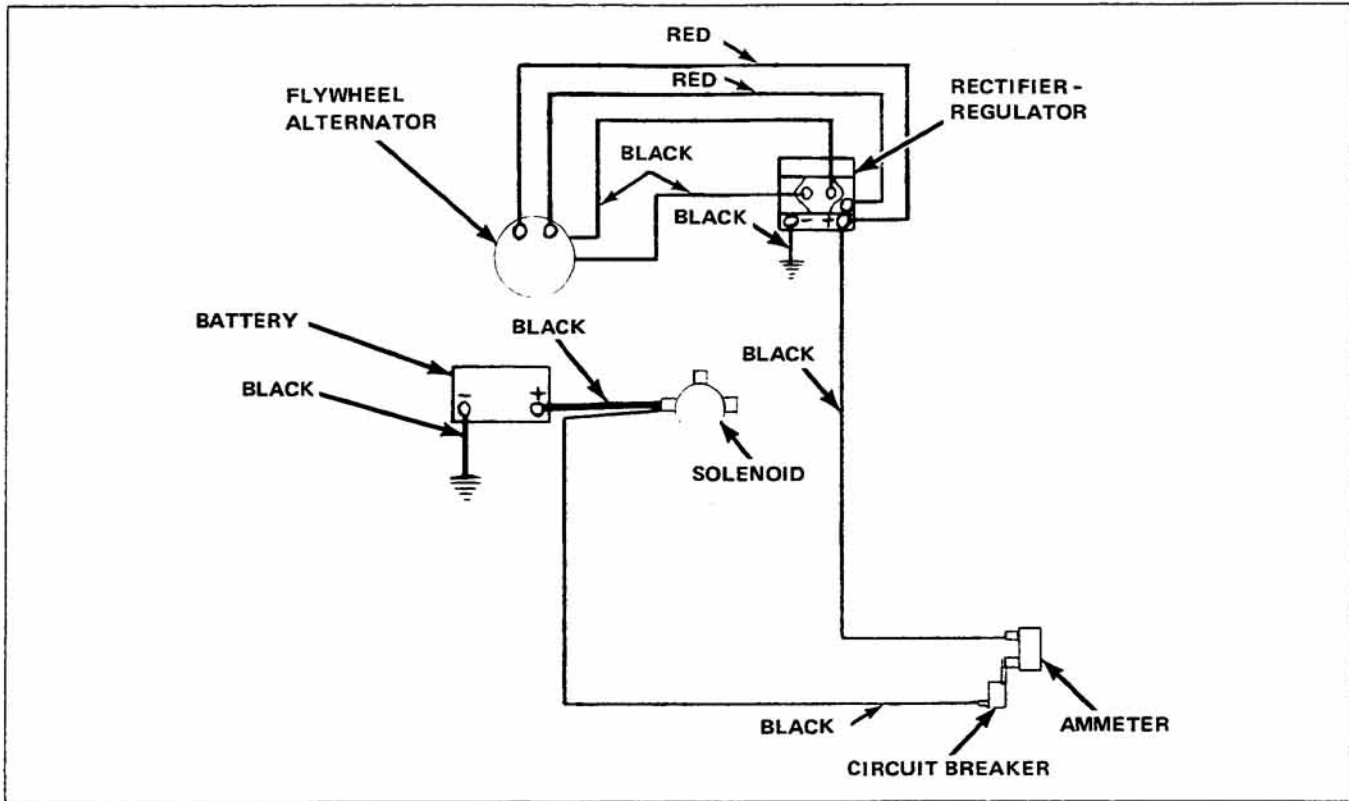 RED
RED
FLYWHEEL
ALTERNATOR
RECTIFIER -
REGULATOR
BLACK
BLACK
- +
BATTERY
BLACK
BLACK
BLACK
- +
SOLENOID
BLACK
AMMETER
CIRCUIT BREAKER